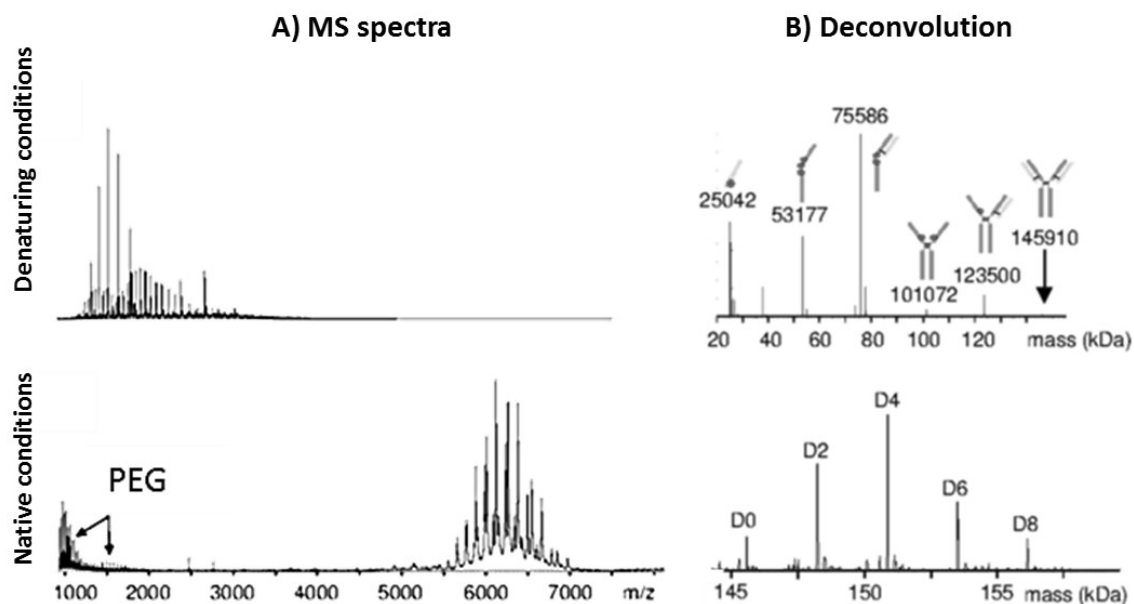 A) MS spectra
B) Deconvolution
Denaturing conditions
75586
25042
53177
101072
123500
145910
20 40 60 80 100 120 mass (kDa)
Native conditions
PEG
1000 2000 3000 4000 5000 6000 7000 m/z
D0
D2
D4
D6
D8
145 150 155 mass (kDa)